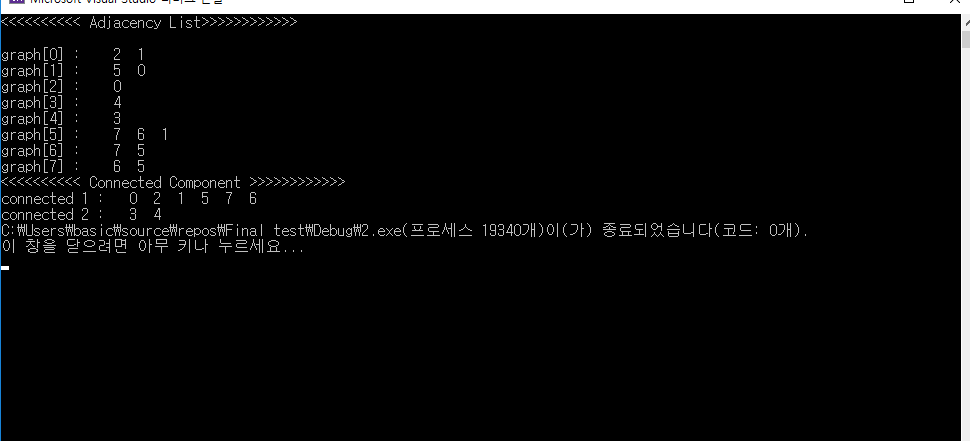 <<<<<<<<<< Adjacency List>>>>>>>>>>>>
graph[0] : 2 1
graph[1] : 5 0
graph[2] : 0
graph[3] : 4
graph[4] : 3
graph[5] : 7 6 1
graph[6] : 7 5
graph[7] : 6 5
<<<<<<<<<< Connected Component >>>>>>>>>>>>
connected 1 : 0 2 1 5 7 6
connected 2 : 3 4
C:₩Users₩basic₩source₩repos₩Final test₩Debug₩2.exe(프로세스 19340개)이(가) 종료되었습니다(코드: 0개).
이 창을 닫으려면 아무 키나 누르세요...